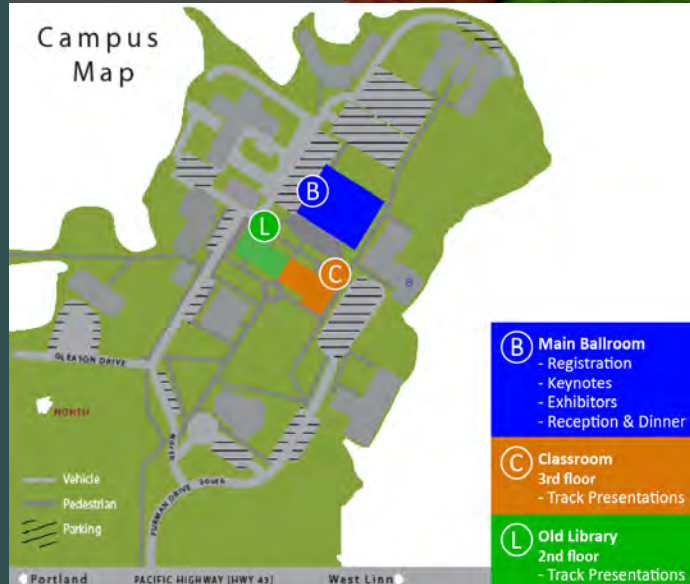 Campus
Map
B
L
C
GLEASON DRIVE
NORTH
North
FURMAN DRIVE South
Vehicle
Pedestrian
Parking
Portland
PACIFIC HIGHWAY [HWY 43]
West Linn
B Main Ballroom
- Registration
- Keynotes
- Exhibitors
- Reception & Dinner
C Classroom
3rd floor
- Track Presentations
L Old Library
2nd floor
- Track Presentations